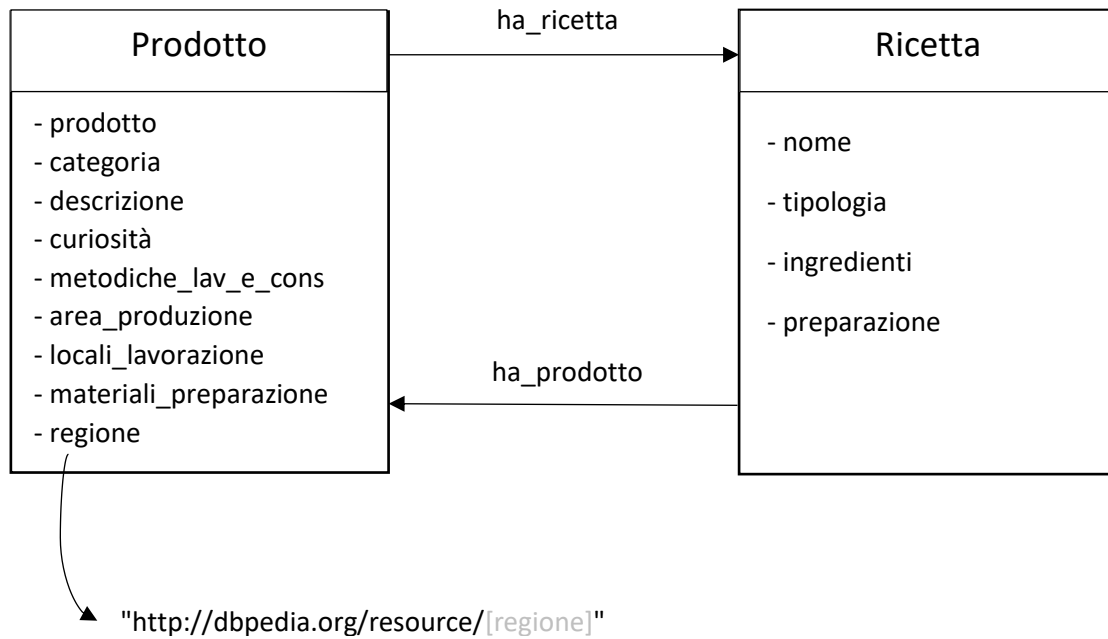 Prodotto
- prodotto
- categoria
- descrizione
- curiosità
- metodiche_lav_e_cons
- area_produzione
- locali_lavorazione
- materiali_preparazione
- regione
ha_ricetta
ha_prodotto
Ricetta
- nome
- tipologia
- ingredienti
- preparazione
"http://dbpedia.org/resource/[regione]"